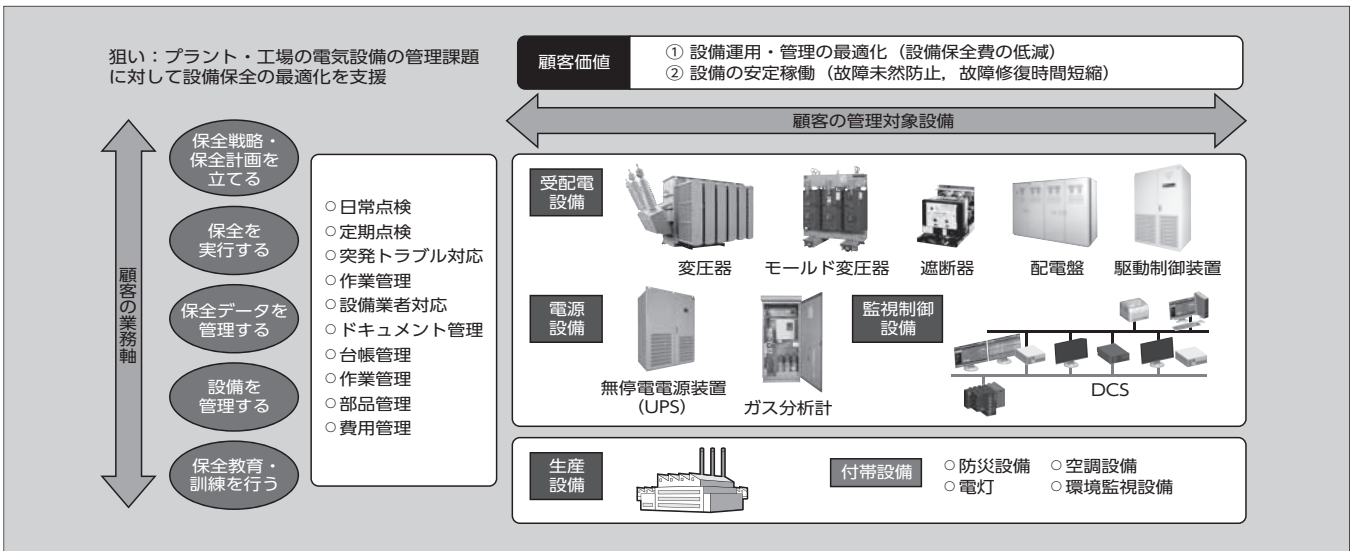 狙い：プラント・工場の電気設備の管理課題
に対して設備保全の最適化を支援
顧客価値
① 設備運用・管理の最適化（設備保全費の低減）
② 設備の安定稼働（故障未然防止，故障修復時間短縮）
顧客の管理対象設備
顧客の業務軸
保全戦略・
保全計画を
立てる
保全を
実行する
保全データを
管理する
設備を
管理する
保全教育・
訓練を行う
○日常点検
○定期点検
○突発トラブル対応
○作業管理
○設備業者対応
○ドキュメント管理
○台帳管理
○作業管理
○部品管理
○費用管理
受配電
設備
変圧器
モールド変圧器
遮断器
配電盤
駆動制御装置
電源
設備
無停電電源装置
(UPS)
ガス分析計
監視制御
設備
DCS
生産
設備
付帯設備
○防災設備 ○空調設備
○電灯 ○環境監視設備